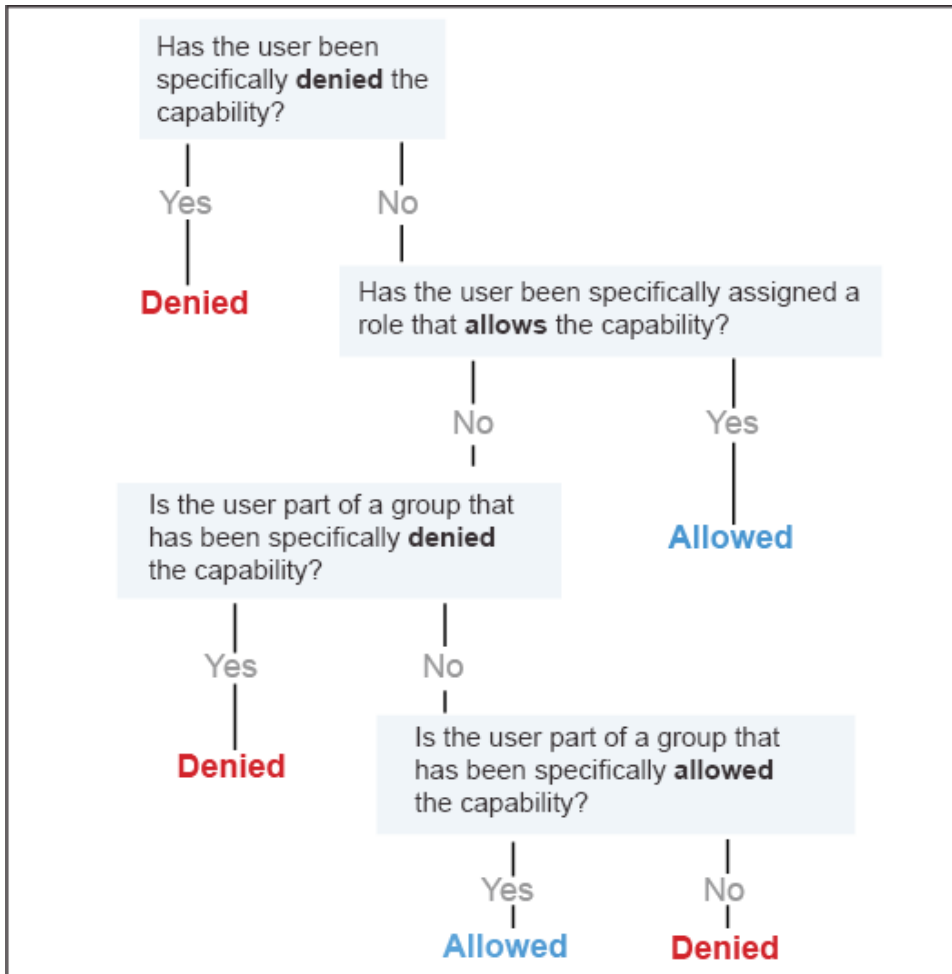 Has the user been
specifically denied the
capability?
Yes
No
Denied
Has the user been specifically assigned a
role that allows the capability?
No
Yes
Is the user part of a group that
has been specifically denied
the capability?
Allowed
Yes
No
Denied
Is the user part of a group that
has been specifically allowed
the capability?
Yes
No
Allowed
Denied